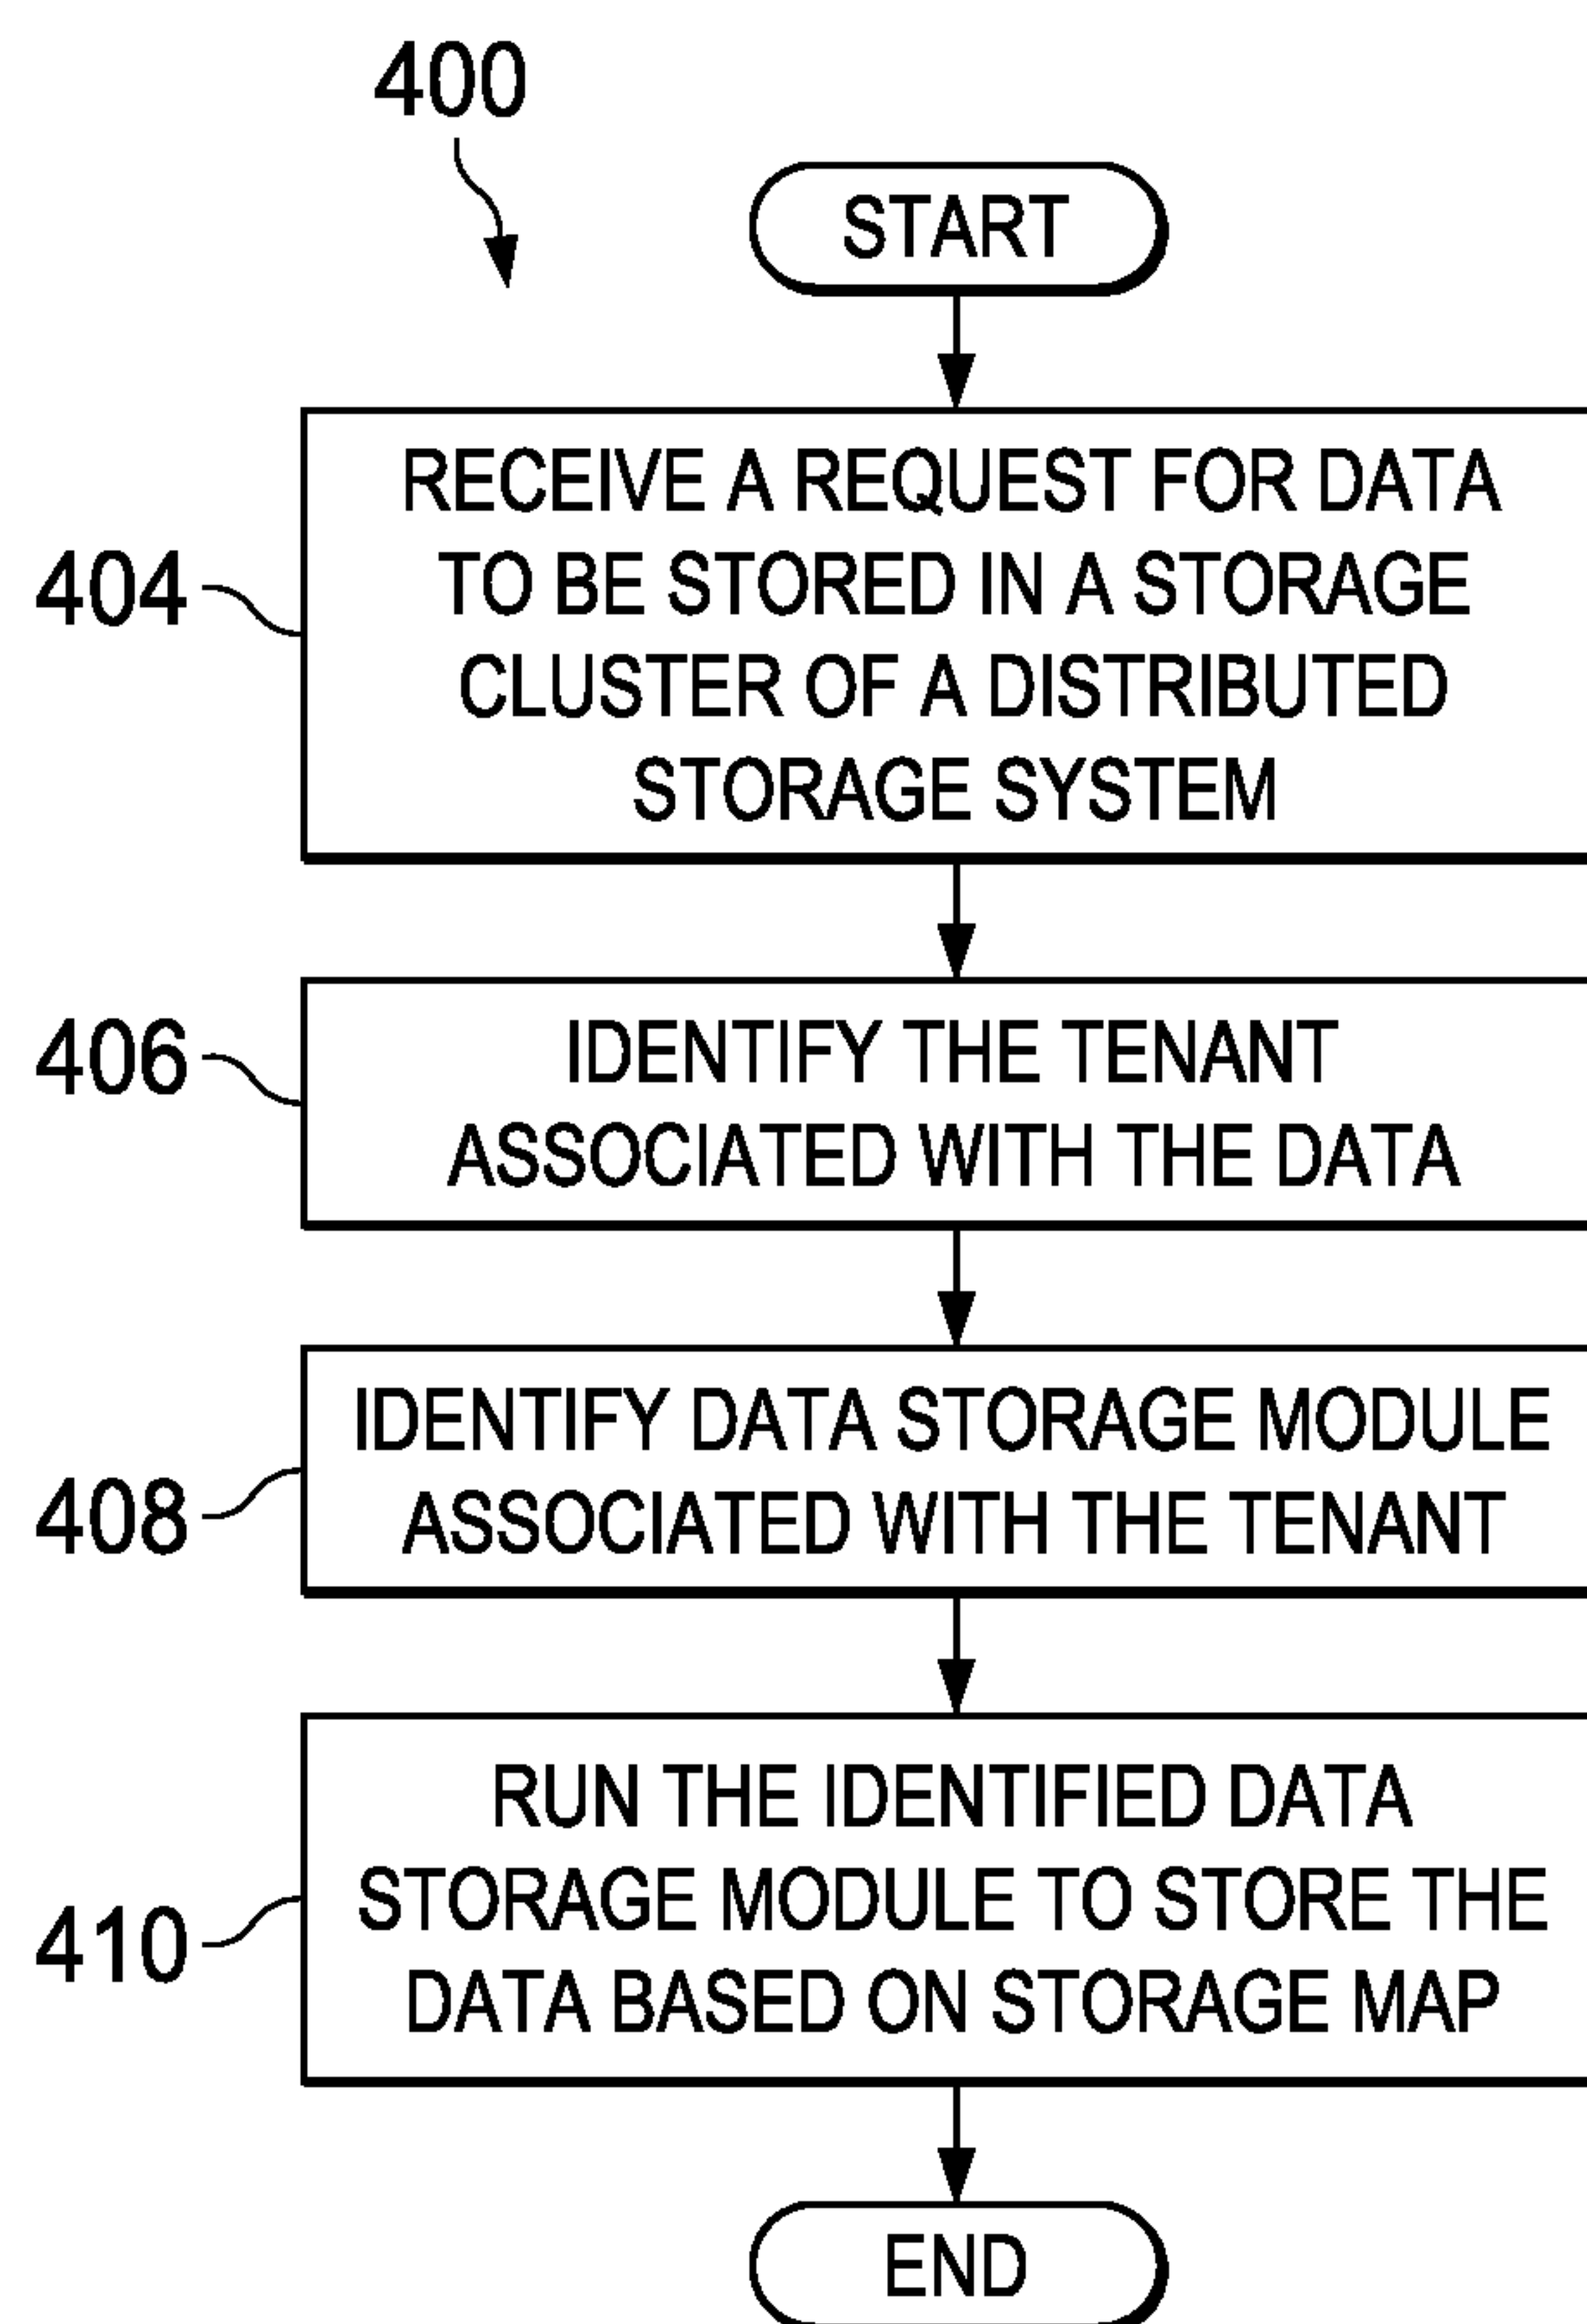 400
START
RECEIVE A REQUEST FOR DATA
TO BE STORED IN A STORAGE
CLUSTER OF A DISTRIBUTED
STORAGE SYSTEM
404
IDENTIFY THE TENANT
ASSOCIATED WITH THE DATA
406
IDENTIFY DATA STORAGE MODULE
ASSOCIATED WITH THE TENANT
408
RUN THE IDENTIFIED DATA
STORAGE MODULE TO STORE THE
DATA BASED ON STORAGE MAP
410
END